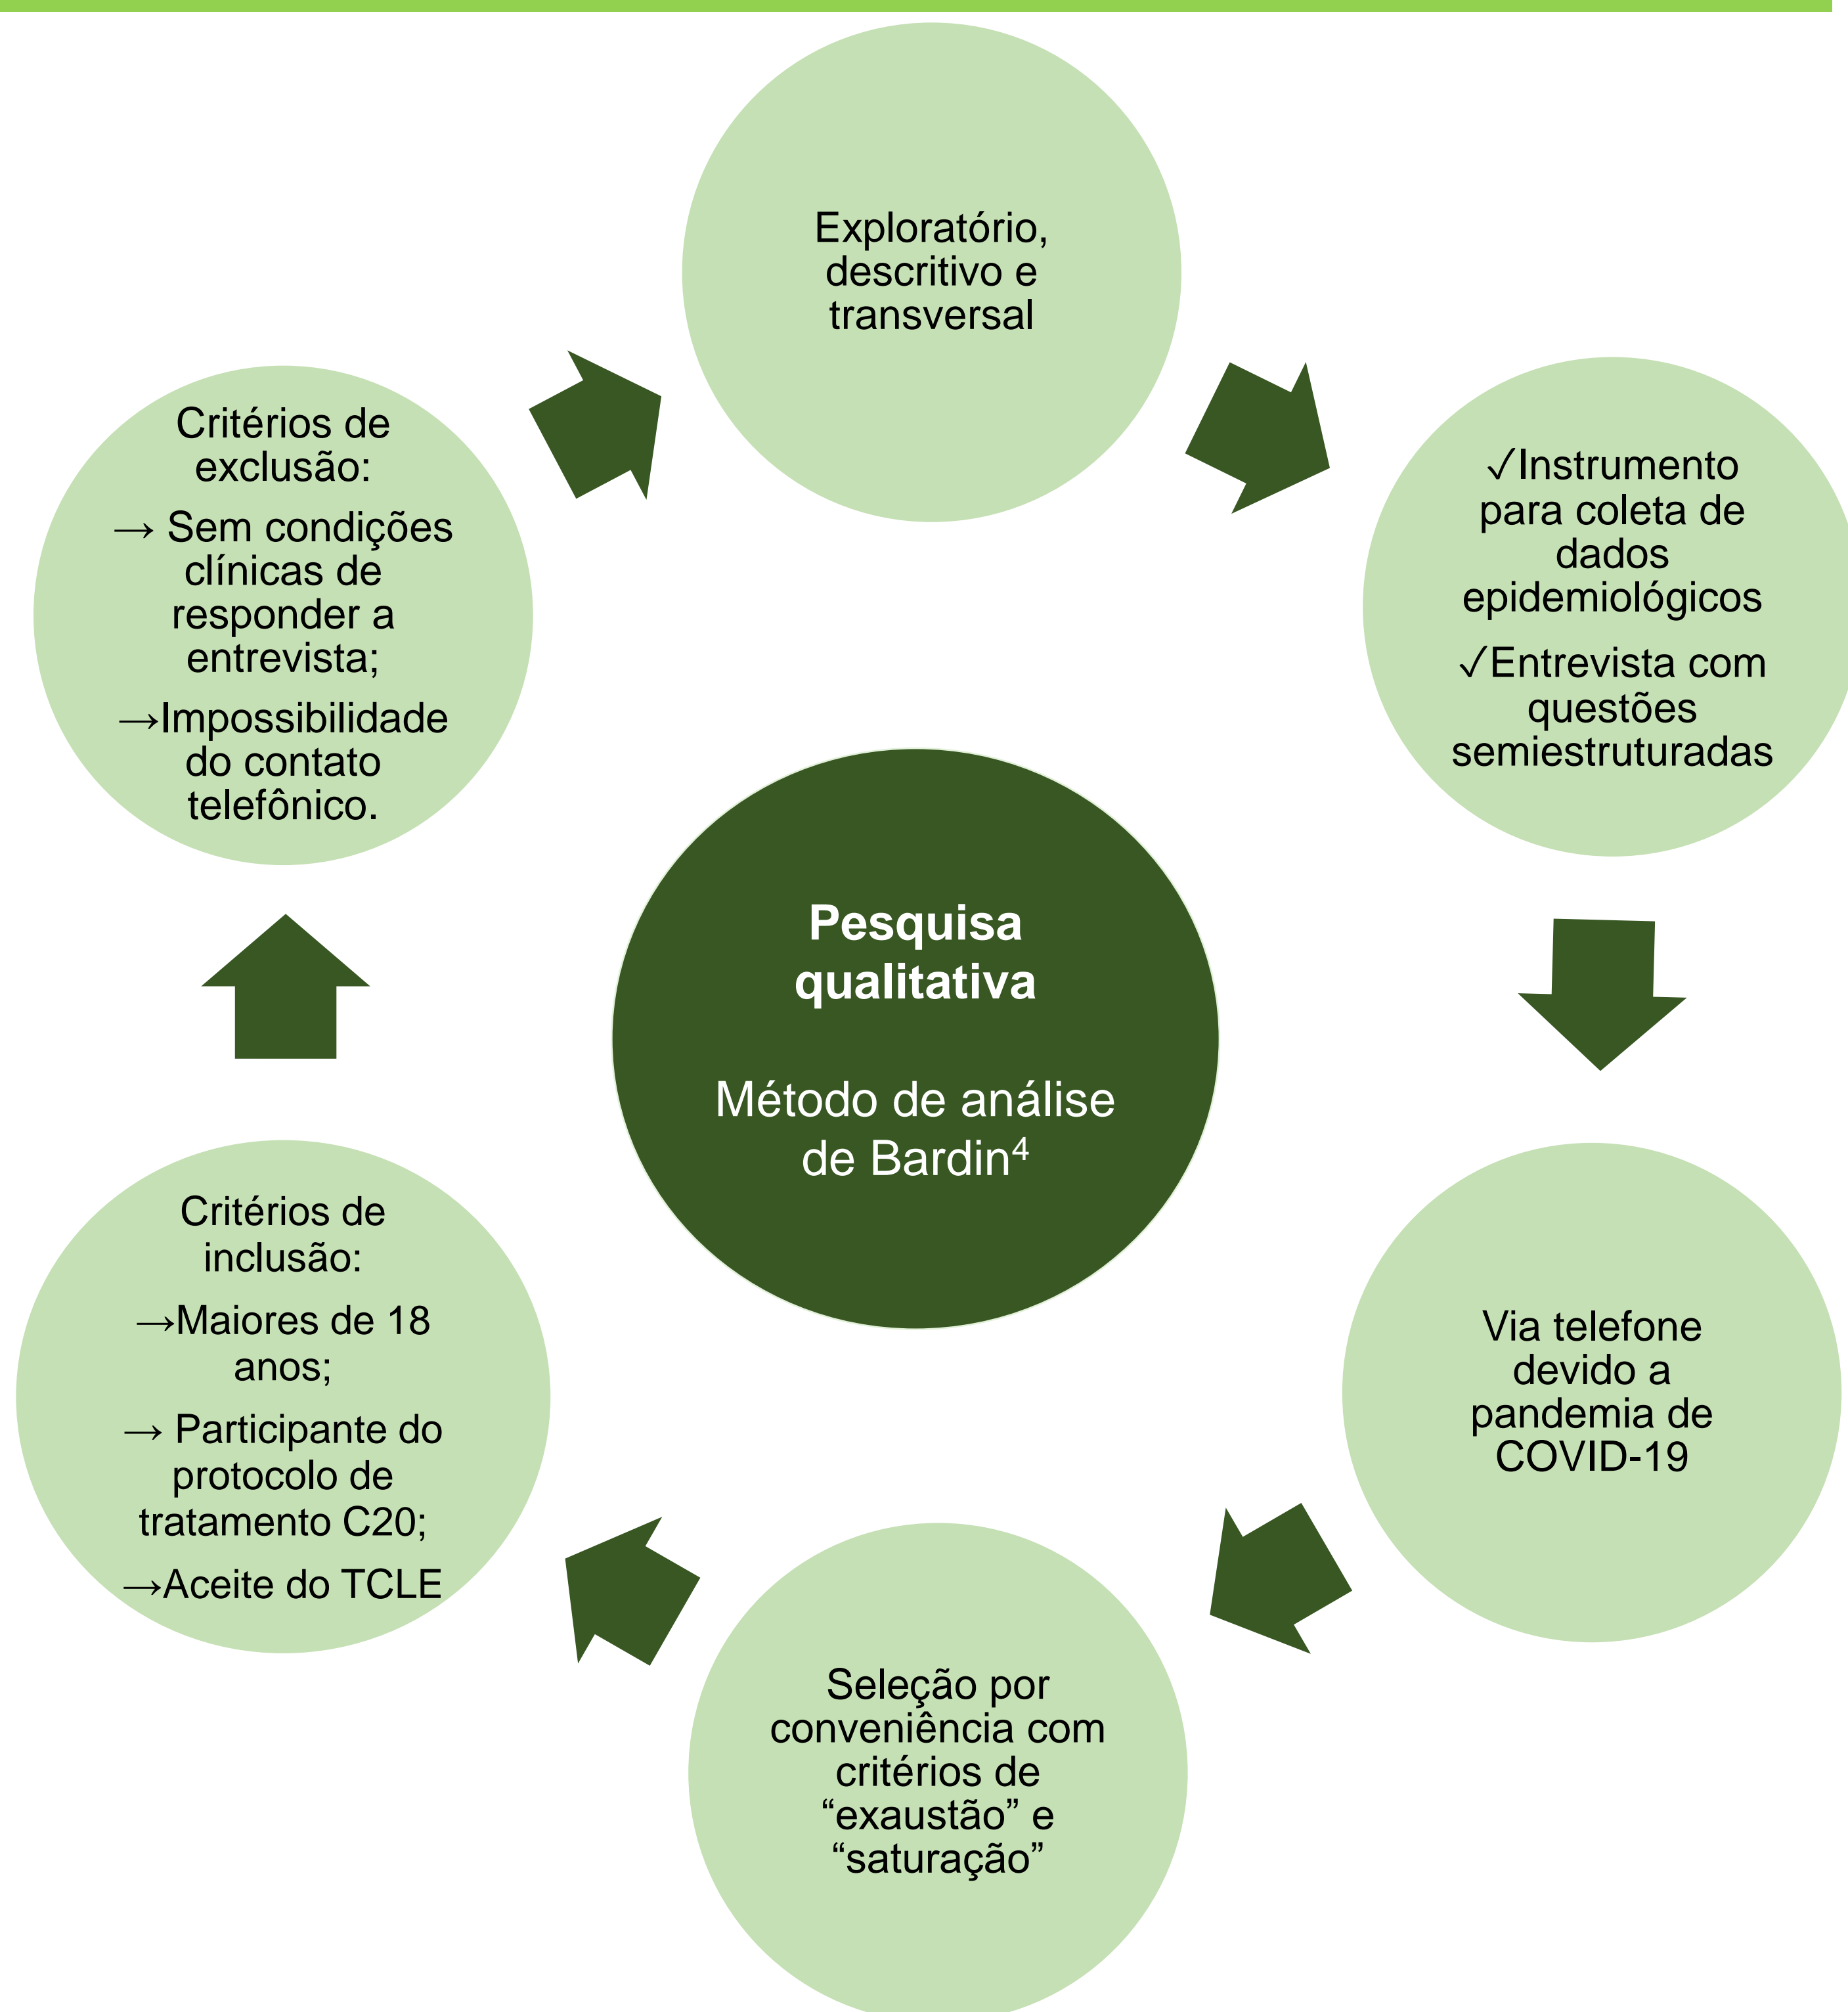 Exploratório,
descritivo e
transversal
✓Instrumento
para coleta de
dados
epidemiológicos
✓Entrevista com
questões
semiestruturadas
Via telefone
devido a
pandemia de
COVID-19
Seleção por
conveniência com
critérios de
“exaustão” e
“saturação”
Critérios de
inclusão:
→Maiores de 18
anos;
→ Participante do
protocolo de
tratamento C20;
→Aceite do TCLE
Critérios de
exclusão:
→ Sem condições
clínicas de
responder a
entrevista;
→Impossibilidade
do contato
telefônico.
Pesquisa
qualitativa
Método de análise
de Bardin⁴